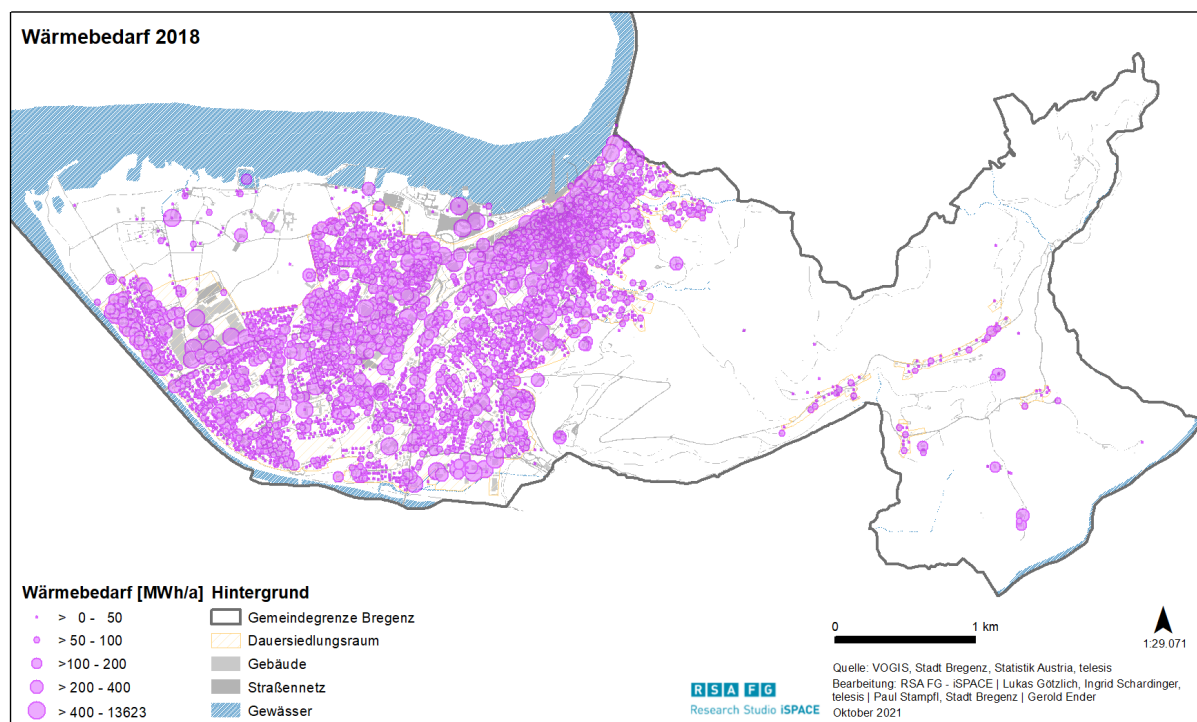 Wärmebedarf 2018
Wärmebedarf [MWh/a]
> 0 - 50
> 50 - 100
>100 - 200
> 200 - 400
> 400 - 13623
Hintergrund
Gemeindegrenze Bregenz
Dauersiedlungsraum
Gebäude
Straßennetz
Gewässer
0 1 km
1:29.071
RSA FG
Research Studio iSPACE
Quelle: VOGIS, Stadt Bregenz, Statistik Austria, telesis
Bearbeitung: RSA FG - iSPACE | Lukas Götzlich, Ingrid Schardinger,
telesis | Paul Stampfl, Stadt Bregenz | Gerold Ender
Oktober 2021